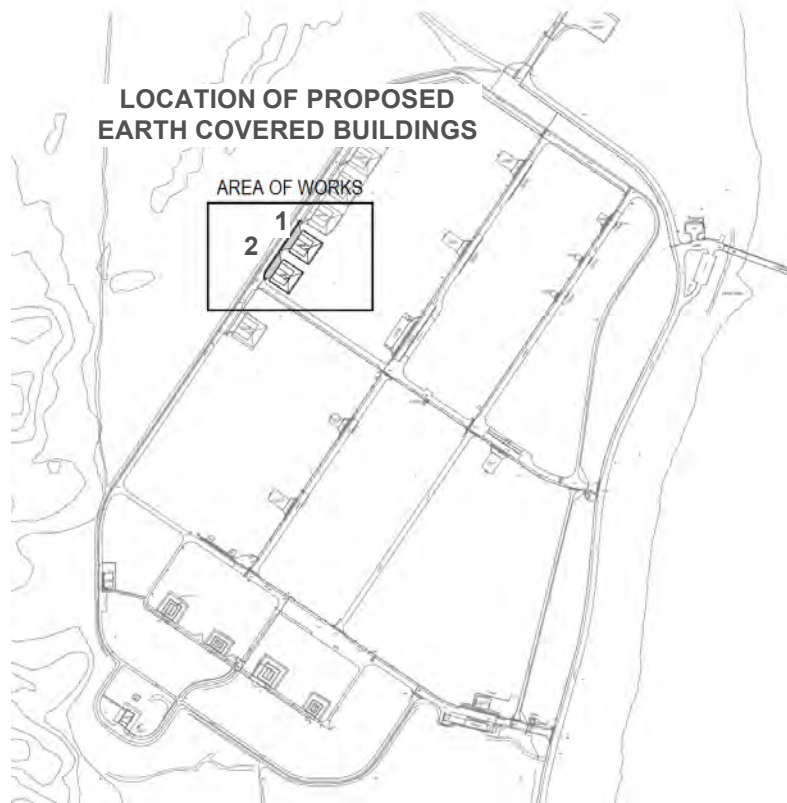 LOCATION OF PROPOSED
EARTH COVERED BUILDINGS
AREA OF WORKS
1
2